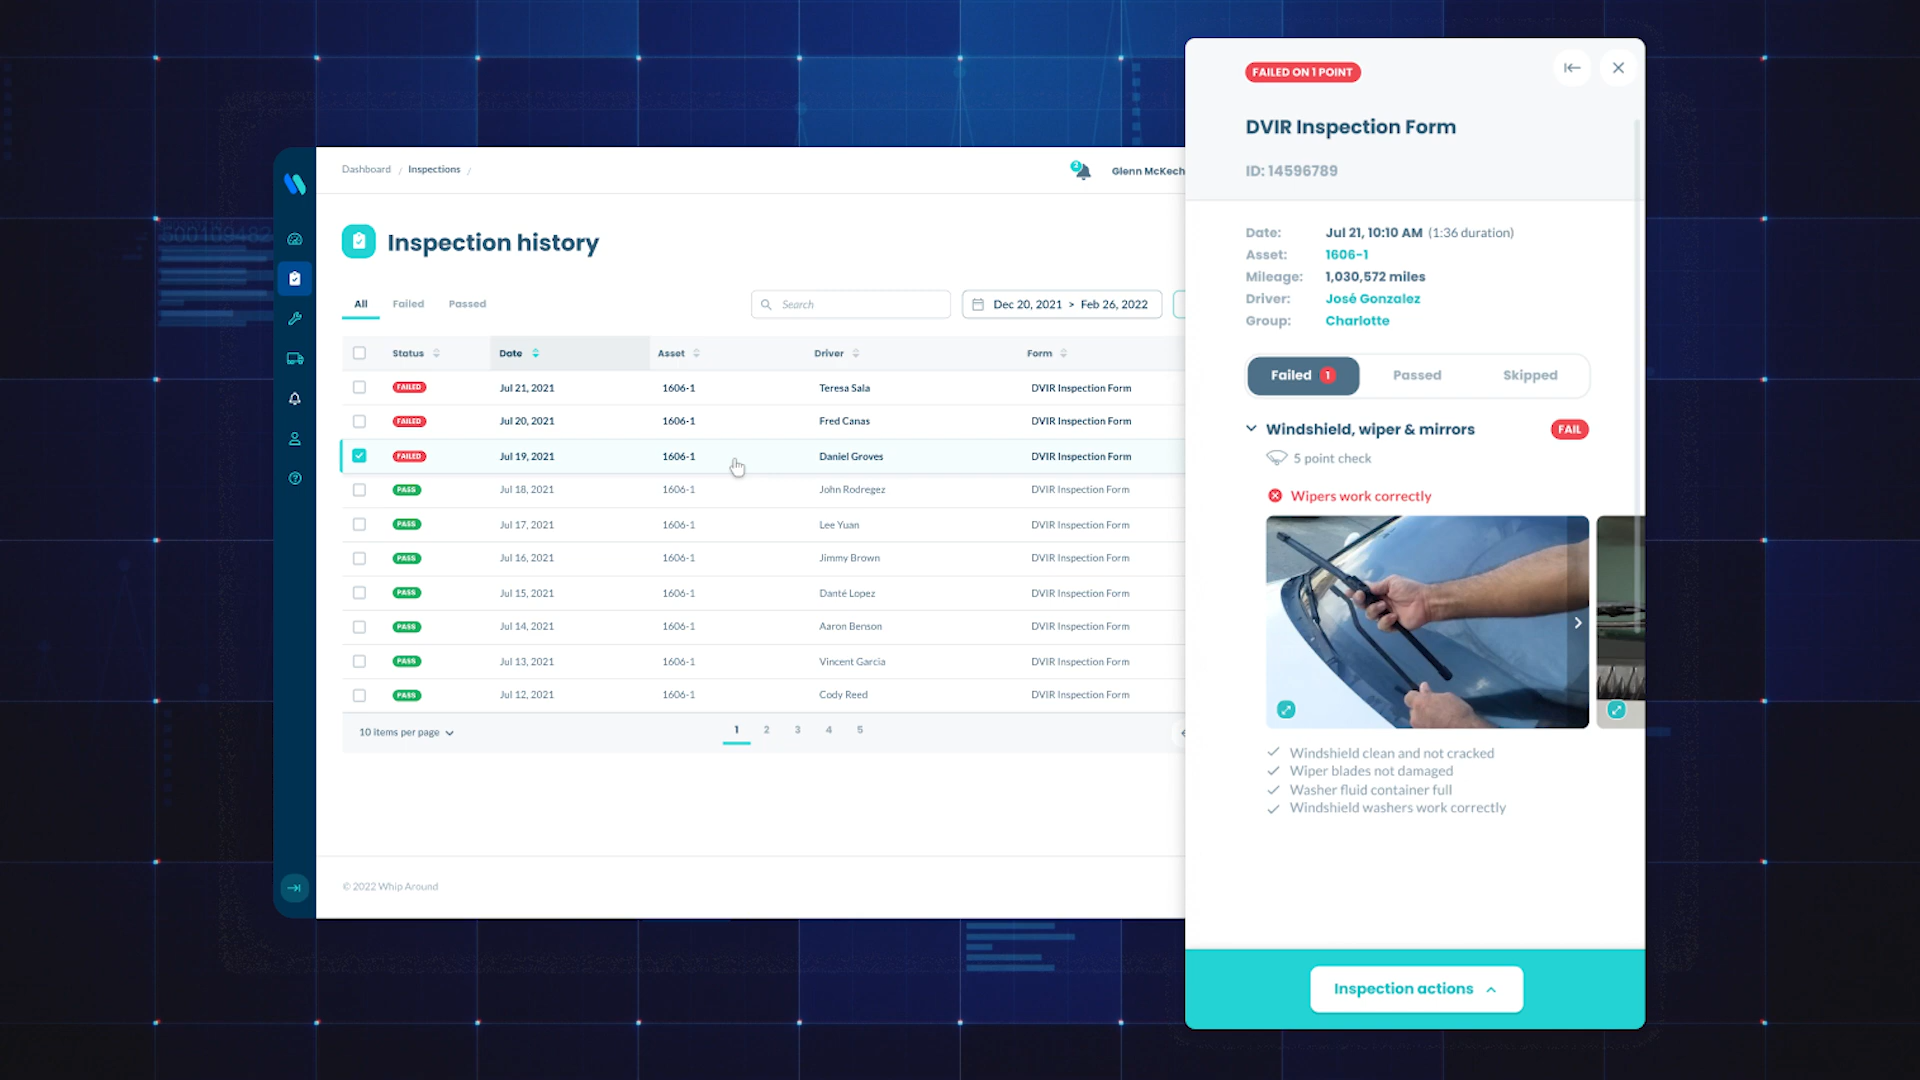 Dashboard / Inspections /
2
Glenn McKech
Inspection history
All Failed Passed
Search
Dec 20, 2021 > Feb 26, 2022
Status Date Asset Driver Form
FAILED Jul 21, 2021 1606-1 Teresa Sala DVIR Inspection Form
FAILED Jul 20, 2021 1606-1 Fred Canas DVIR Inspection Form
FAILED Jul 19, 2021 1606-1 Daniel Groves DVIR Inspection Form
PASS Jul 18, 2021 1606-1 John Rodregez DVIR Inspection Form
PASS Jul 17, 2021 1606-1 Lee Yuan DVIR Inspection Form
PASS Jul 16, 2021 1606-1 Jimmy Brown DVIR Inspection Form
PASS Jul 15, 2021 1606-1 Danté Lopez DVIR Inspection Form
PASS Jul 14, 2021 1606-1 Aaron Benson DVIR Inspection Form
PASS Jul 13, 2021 1606-1 Vincent Garcia DVIR Inspection Form
PASS Jul 12, 2021 1606-1 Cody Reed DVIR Inspection Form
10 items per page 1 2 3 4 5
© 2022 Whip Around
FAILED ON 1 POINT
DVIR Inspection Form
ID: 14596789
Date: Jul 21, 10:10 AM (1:36 duration)
Asset: 1606-1
Mileage: 1,030,572 miles
Driver: José Gonzalez
Group: Charlotte
Failed 1 Passed Skipped
Windshield, wiper & mirrors FAIL
5 point check
Wipers work correctly
Windshield clean and not cracked
Wiper blades not damaged
Washer fluid container full
Windshield washers work correctly
Inspection actions